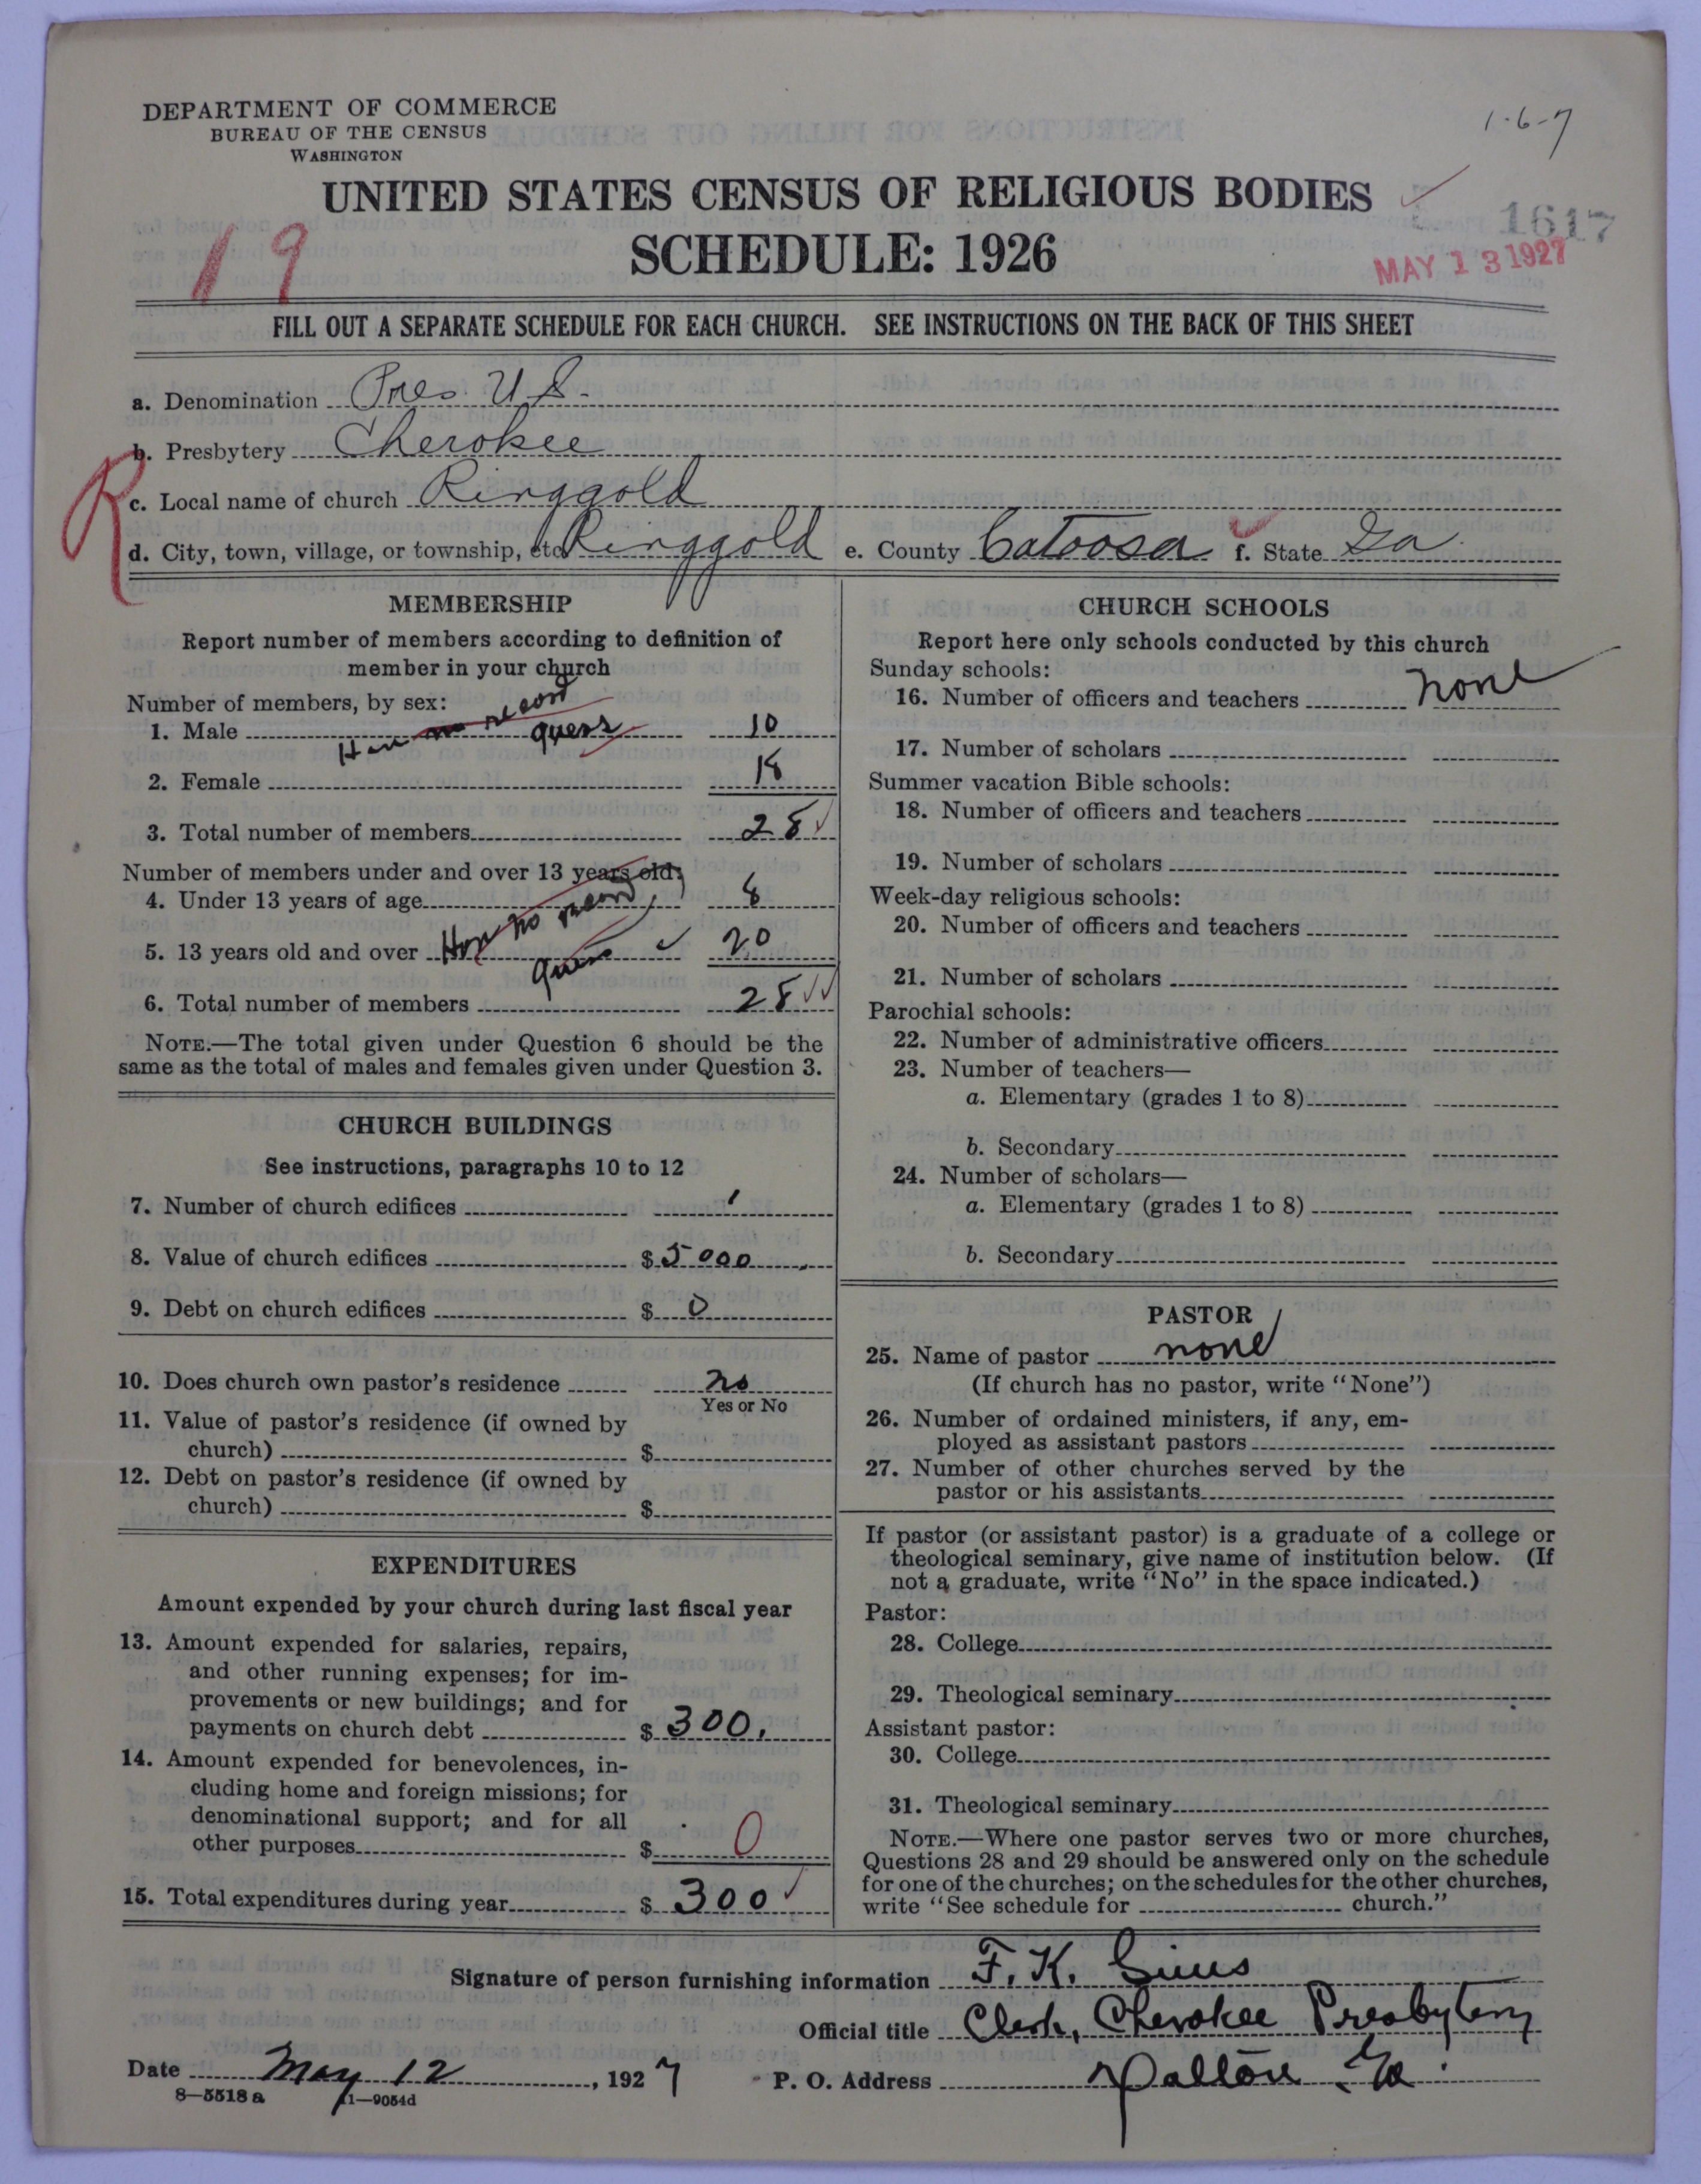 DEPARTMENT OF COMMERCE
BUREAU OF THE CENSUS
WASHINGTON
1-6-7
UNITED STATES CENSUS OF RELIGIOUS BODIES
SCHEDULE: 1926
19
1617
MAY 13 1927
FILL OUT A SEPARATE SCHEDULE FOR EACH CHURCH. SEE INSTRUCTIONS ON THE BACK OF THIS SHEET
a. Denomination Pres. U.S.
b. Presbytery Cherokee
R
c. Local name of church Ringgold
d. City, town, village, or township, etc. Ringgold e. County Catoosa f. State Ga.
MEMBERSHIP
Report number of members according to definition of
member in your church
Number of members, by sex:
1. Male Have no record guess 10
2. Female 18
3. Total number of members 28
Number of members under and over 13 years old:
4. Under 13 years of age 8
5. 13 years old and over Have no record guess 20
6. Total number of members 28
NOTE.—The total given under Question 6 should be the
same as the total of males and females given under Question 3.
CHURCH BUILDINGS
See instructions, paragraphs 10 to 12
7. Number of church edifices 1
8. Value of church edifices $5000
9. Debt on church edifices $ 0
10. Does church own pastor's residence no
Yes or No
11. Value of pastor's residence (if owned by
church) $
12. Debt on pastor's residence (if owned by
church) $
EXPENDITURES
Amount expended by your church during last fiscal year
13. Amount expended for salaries, repairs,
and other running expenses; for im-
provements or new buildings; and for
payments on church debt $ 300.
14. Amount expended for benevolences, in-
cluding home and foreign missions; for
denominational support; and for all
other purposes $ 0
15. Total expenditures during year $ 300
CHURCH SCHOOLS
Report here only schools conducted by this church
Sunday schools:
16. Number of officers and teachers none
17. Number of scholars
Summer vacation Bible schools:
18. Number of officers and teachers
19. Number of scholars
Week-day religious schools:
20. Number of officers and teachers
21. Number of scholars
Parochial schools:
22. Number of administrative officers
23. Number of teachers—
a. Elementary (grades 1 to 8)
b. Secondary
24. Number of scholars—
a. Elementary (grades 1 to 8)
b. Secondary
PASTOR
25. Name of pastor none
(If church has no pastor, write "None")
26. Number of ordained ministers, if any, em-
ployed as assistant pastors
27. Number of other churches served by the
pastor or his assistants
If pastor (or assistant pastor) is a graduate of a college or
theological seminary, give name of institution below. (If
not a graduate, write "No" in the space indicated.)
Pastor:
28. College
29. Theological seminary
Assistant pastor:
30. College
31. Theological seminary
NOTE.—Where one pastor serves two or more churches,
Questions 28 and 29 should be answered only on the schedule
for one of the churches; on the schedules for the other churches,
write "See schedule for church."
Signature of person furnishing information F. K. Sims
Official title Clerk, Cherokee Presbytery
Date May 12, 1927 P. O. Address Dalton, Ga.
8—5518 a 11—9054d